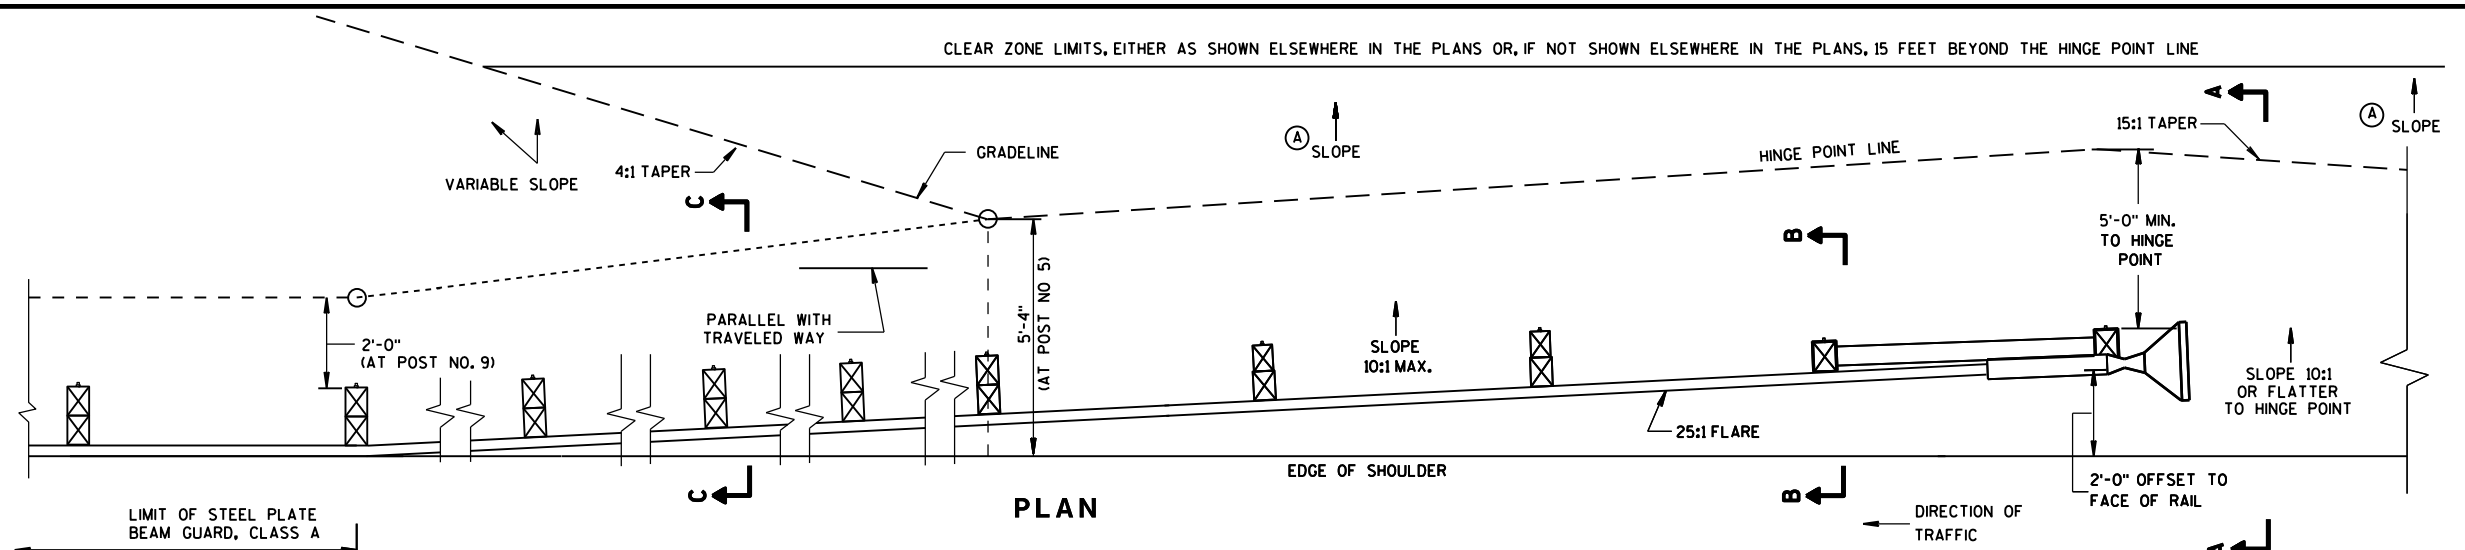 CLEAR ZONE LIMITS, EITHER AS SHOWN ELSEWHERE IN THE PLANS OR, IF NOT SHOWN ELSEWHERE IN THE PLANS, 15 FEET BEYOND THE HINGE POINT LINE
A
A
SLOPE
15:1 TAPER
A
SLOPE
HINGE POINT LINE
GRADELINE
4:1 TAPER
VARIABLE SLOPE
C
B
5'-0" MIN.
TO HINGE
POINT
PARALLEL WITH
TRAVELED WAY
5'-4"
(AT POST NO 5)
2'-0"
(AT POST NO. 9)
SLOPE
10:1 MAX.
SLOPE 10:1
OR FLATTER
TO HINGE POINT
25:1 FLARE
EDGE OF SHOULDER
2'-0" OFFSET TO
FACE OF RAIL
C
PLAN
B
LIMIT OF STEEL PLATE
BEAM GUARD, CLASS A
DIRECTION OF
TRAFFIC
A